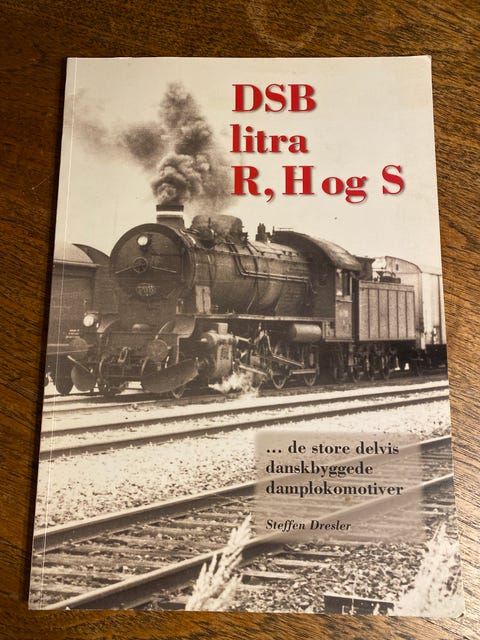 DSB
litra
R, H og S
... de store delvis
danskbyggede
damplokomotiver
Steffen Dresler